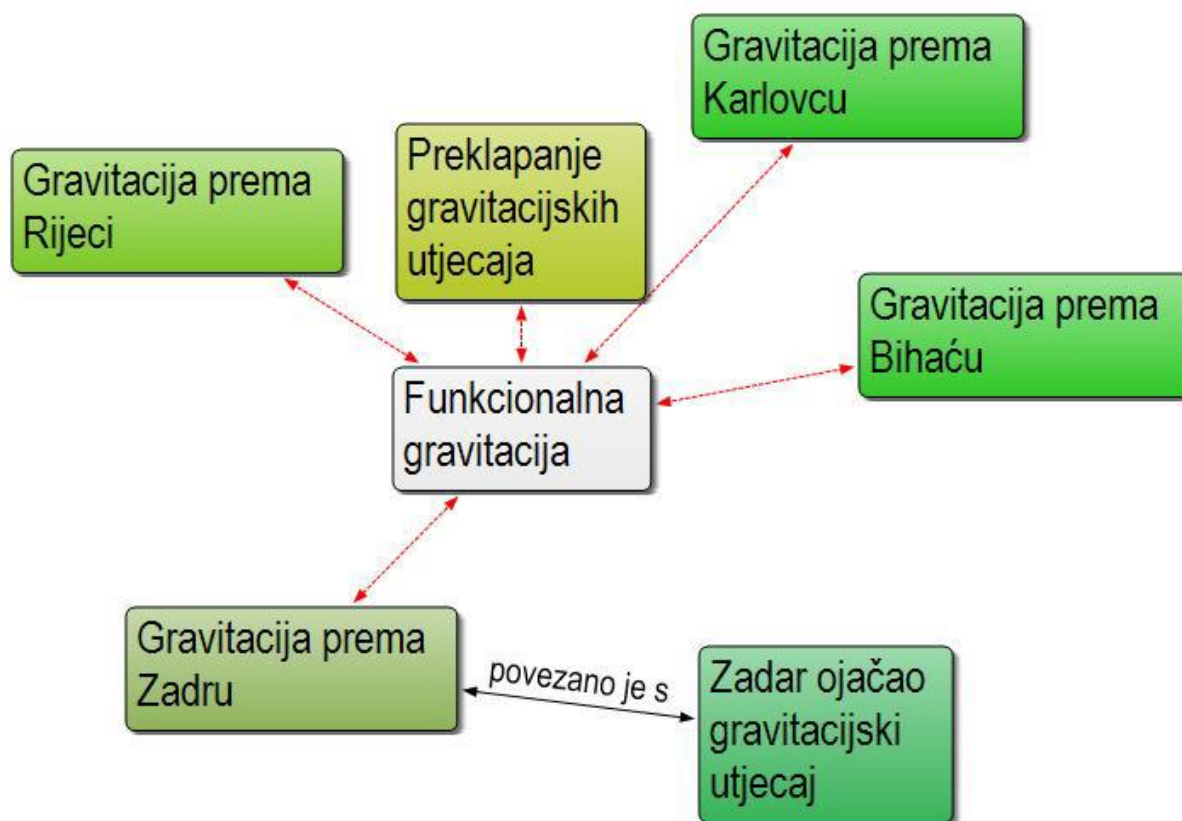 Gravitacija prema
Karlovcu
Preklapanje
gravitacijskih
utjecaja
Gravitacija prema
Rijeci
Gravitacija prema
Bihaću
Funkcionalna
gravitacija
Gravitacija prema
Zadru
povezano je s
Zadar ojačao
gravitacijski
utjecaj